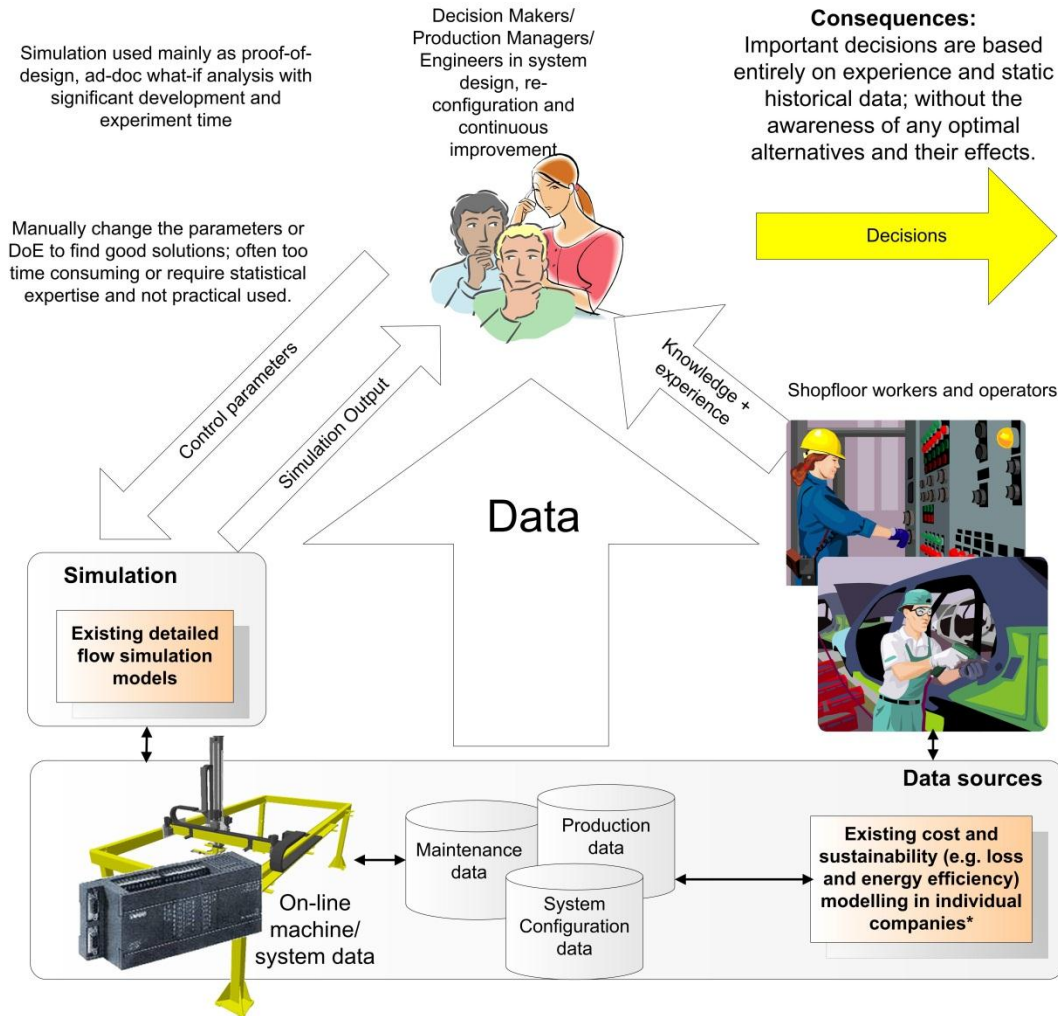 Simulation used mainly as proof-of-
design, ad-doc what-if analysis with
significant development and
experiment time
Decision Makers/
Production Managers/
Engineers in system
design, re-
configuration and
continuous
improvement
Consequences:
Important decisions are based
entirely on experience and static
historical data; without the
awareness of any optimal
alternatives and their effects.
Manually change the parameters or
DoE to find good solutions; often too
time consuming or require statistical
expertise and not practical used.
Decisions
Control parameters
Simulation Output
Knowledge +
experience
Shopfloor workers and operators
Data
Simulation
Existing detailed
flow simulation
models
Data sources
On-line
machine/
system data
Maintenance
data
Production
data
System
Configuration
data
Existing cost and
sustainability (e.g. loss
and energy efficiency)
modelling in individual
companies*